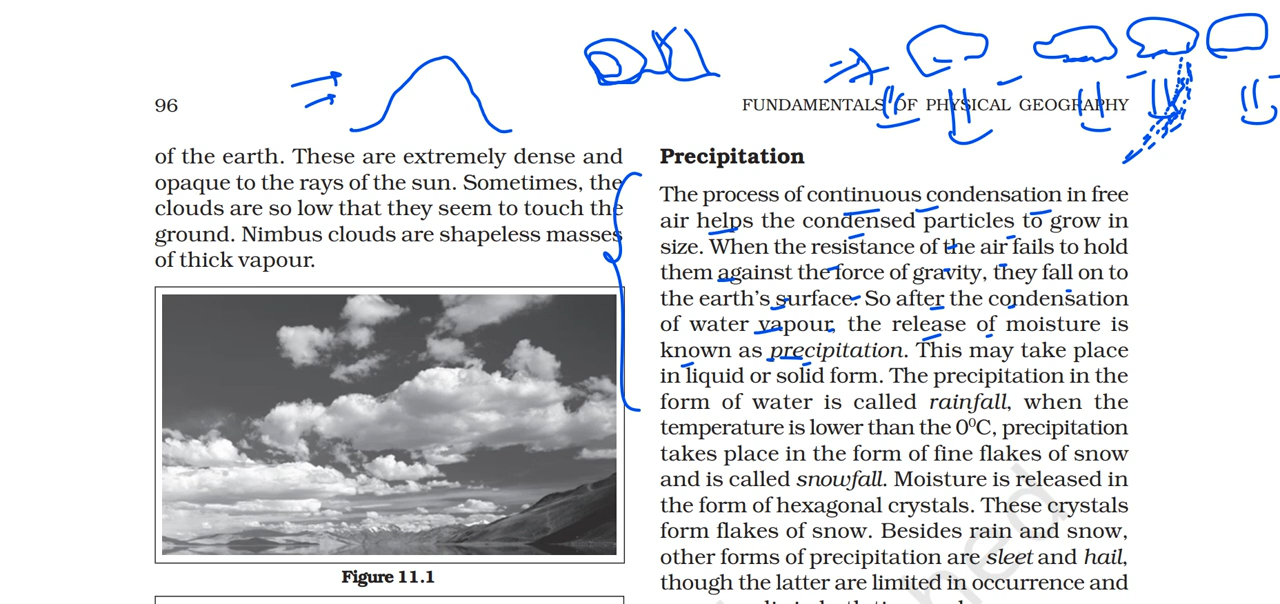 96
FUNDAMENTALS OF PHYSICAL GEOGRAPHY
of the earth. These are extremely dense and
opaque to the rays of the sun. Sometimes, the
clouds are so low that they seem to touch the
ground. Nimbus clouds are shapeless masses
of thick vapour.
Figure 11.1
Precipitation
The process of continuous condensation in free
air helps the condensed particles to grow in
size. When the resistance of the air fails to hold
them against the force of gravity, they fall on to
the earth's surface. So after the condensation
of water vapour, the release of moisture is
known as precipitation. This may take place
in liquid or solid form. The precipitation in the
form of water is called rainfall, when the
temperature is lower than the 0⁰C, precipitation
takes place in the form of fine flakes of snow
and is called snowfall. Moisture is released in
the form of hexagonal crystals. These crystals
form flakes of snow. Besides rain and snow,
other forms of precipitation are sleet and hail,
though the latter are limited in occurrence and